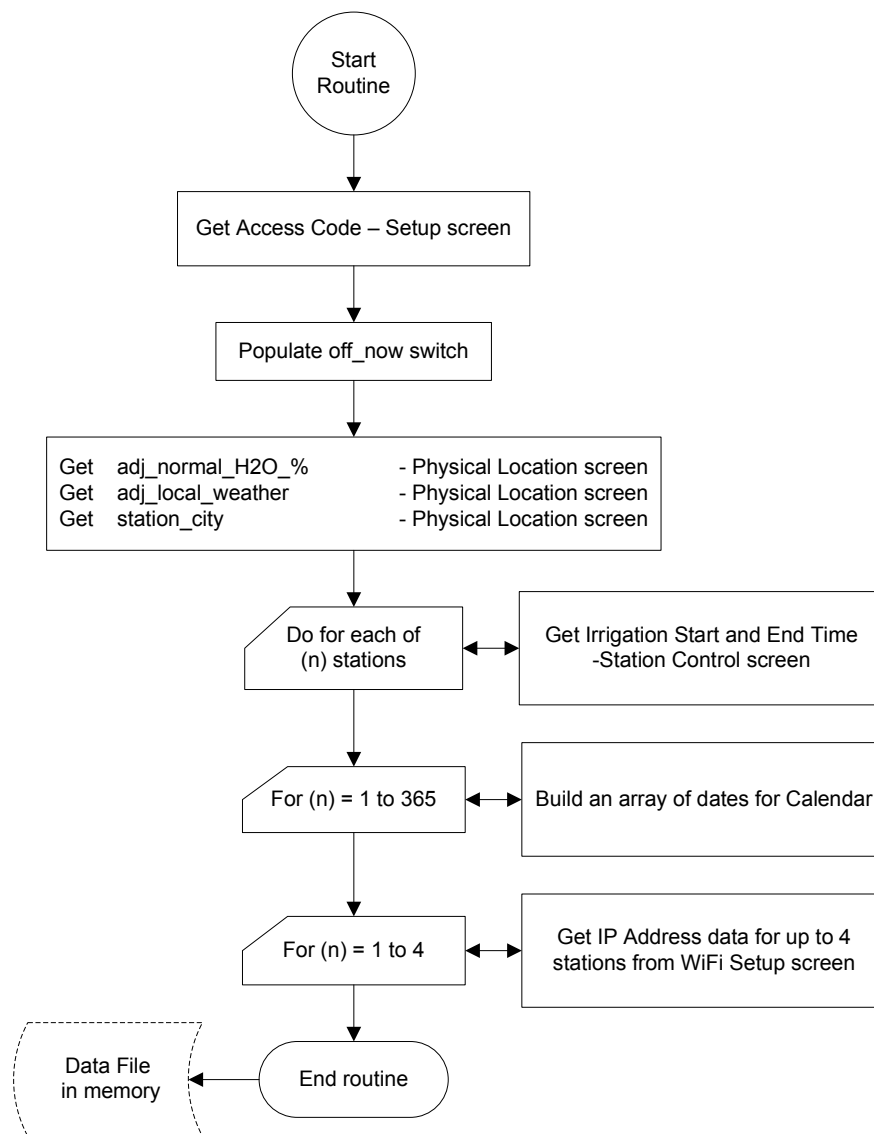 Start
Routine
Get Access Code – Setup screen
Populate off_now switch
Get adj_normal_H2O_% - Physical Location screen
Get adj_local_weather - Physical Location screen
Get station_city - Physical Location screen
Do for each of
(n) stations
Get Irrigation Start and End Time
-Station Control screen
For (n) = 1 to 365
Build an array of dates for Calendar
For (n) = 1 to 4
Get IP Address data for up to 4
stations from WiFi Setup screen
Data File
in memory
End routine